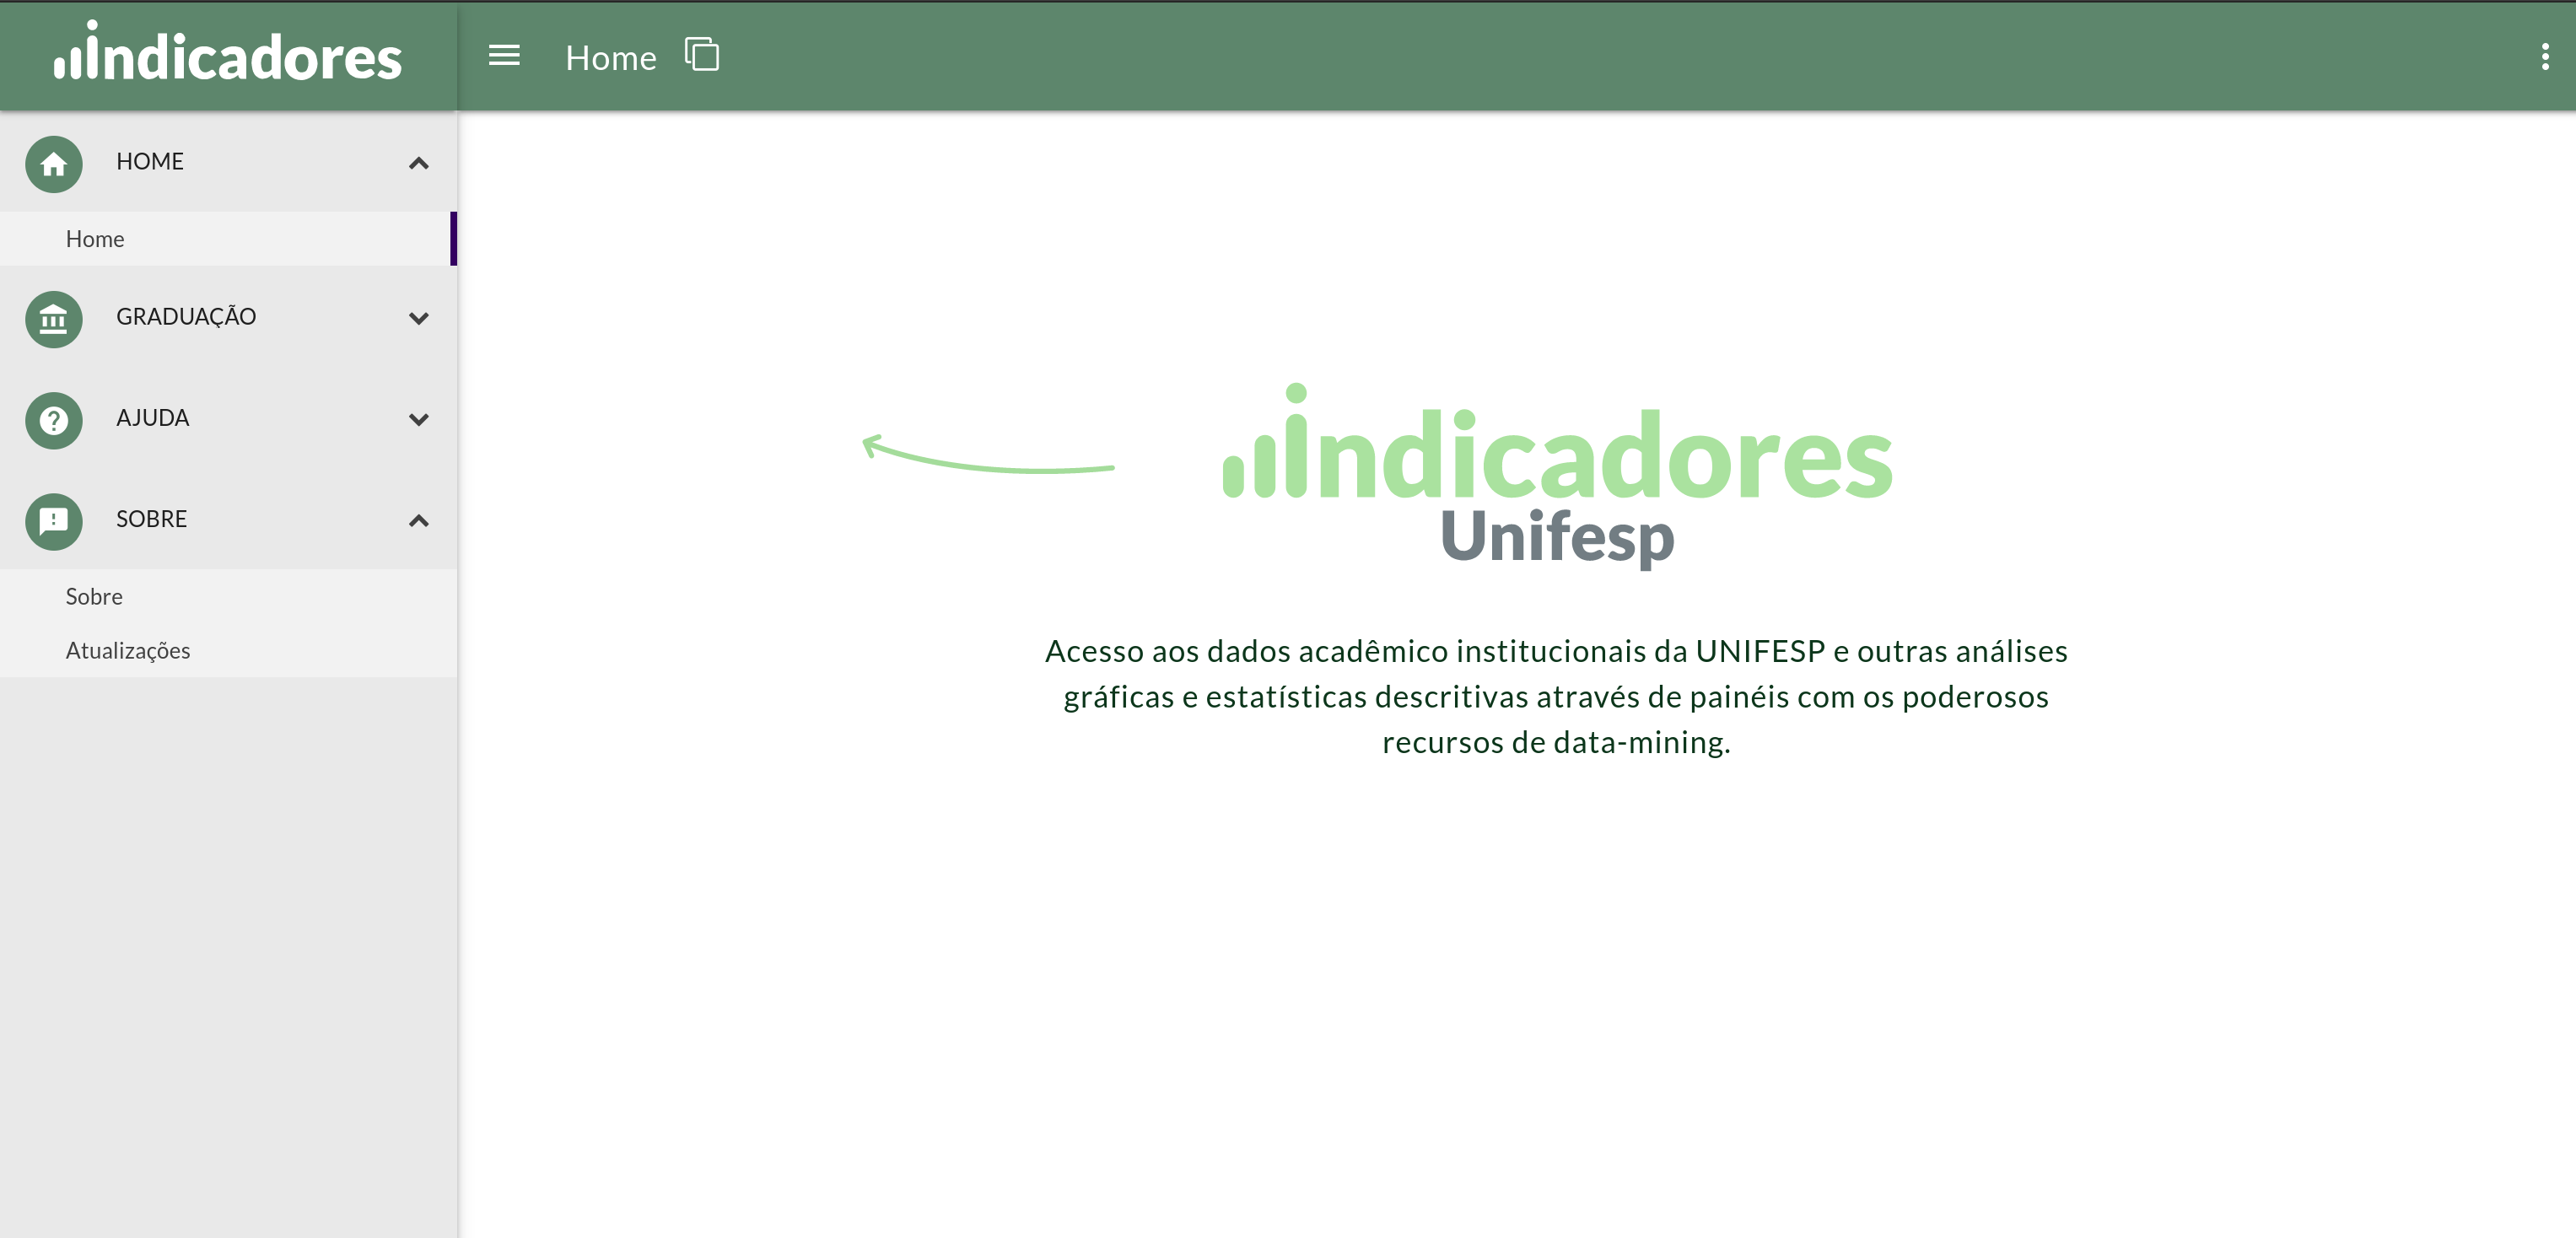 indicadores
Home
HOME
Home
GRADUAÇÃO
AJUDA
SOBRE
Sobre
Atualizações
indicadores
Unifesp
Acesso aos dados acadêmico institucionais da UNIFESP e outras análises
gráficas e estatísticas descritivas através de painéis com os poderosos
recursos de data-mining.